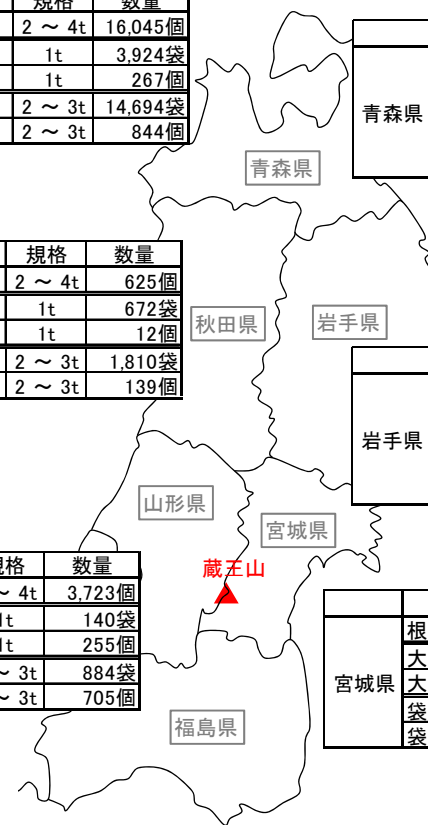 規格 数量
2 ～ 4t 16,045個
1t 3,924袋
1t 267個
2 ～ 3t 14,694袋
2 ～ 3t 844個
青森県
青森県
規格 数量
2 ～ 4t 625個
1t 672袋
1t 12個
2 ～ 3t 1,810袋
2 ～ 3t 139個
秋田県
岩手県
岩手県
山形県
宮城県
蔵王山
規格 数量
～ 4t 3,723個
1t 140袋
1t 255個
～ 3t 884袋
～ 3t 705個
宮城県
根
大
大
袋
袋
福島県